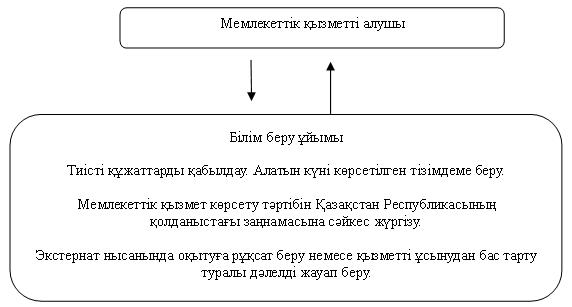 Мемлекеттік қызметті алушы
Білім беру ұйымы
Тиісті құжаттарды қабылдау. Алатын күні көрсетілген тізімдеме беру.
Мемлекеттік қызмет көрсету тәртібін Қазақстан Республикасының
қолданыстағы заңнамасына сәйкес жүргізу.
Экстернат нысанында оқытуға рұқсат беру немесе қызметті ұсынудан бас тарту
туралы дәлелді жауап беру.